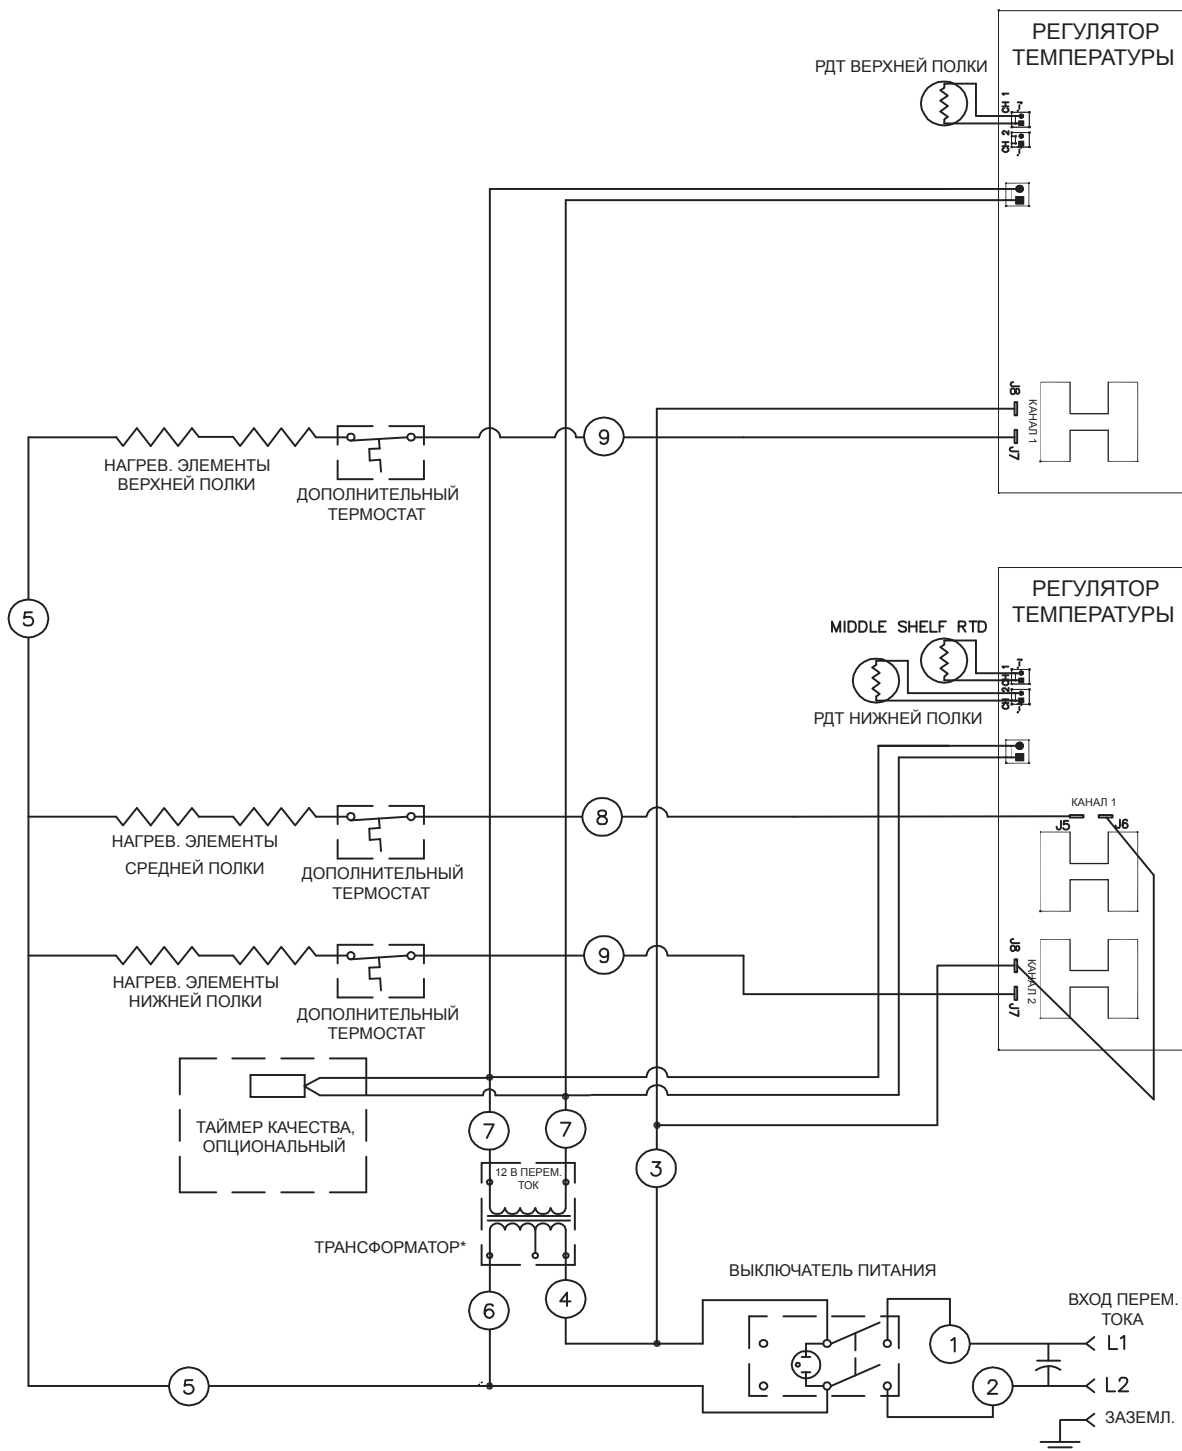 РЕГУЛЯТОР
ТЕМПЕРАТУРЫ
РДТ ВЕРХНЕЙ ПОЛКИ
CH 1
CH 2
J8
КАНАЛ 1
J7
9
НАГРЕВ. ЭЛЕМЕНТЫ
ВЕРХНЕЙ ПОЛКИ
ДОПОЛНИТЕЛЬНЫЙ
ТЕРМОСТАТ
5
РЕГУЛЯТОР
ТЕМПЕРАТУРЫ
MIDDLE SHELF RTD
CH 1
CH 2
РДТ НИЖНЕЙ ПОЛКИ
КАНАЛ 1
J5
J6
8
НАГРЕВ. ЭЛЕМЕНТЫ
СРЕДНЕЙ ПОЛКИ
ДОПОЛНИТЕЛЬНЫЙ
ТЕРМОСТАТ
J8
КАНАЛ 2
J7
9
НАГРЕВ. ЭЛЕМЕНТЫ
НИЖНЕЙ ПОЛКИ
ДОПОЛНИТЕЛЬНЫЙ
ТЕРМОСТАТ
ТАЙМЕР КАЧЕСТВА,
ОПЦИОНАЛЬНЫЙ
7
7
3
12 В ПЕРЕМ.
ТОК
ТРАНСФОРМАТОР*
6
4
ВЫКЛЮЧАТЕЛЬ ПИТАНИЯ
ВХОД ПЕРЕМ.
ТОКА
1
L1
5
2
L2
ЗАЗЕМЛ.